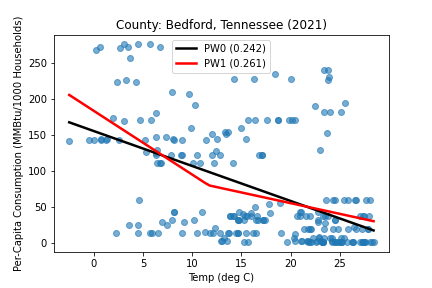 County: Bedford, Tennessee (2021)
PW0 (0.242)
PW1 (0.261)
Per-Capita Consumption (MMBtu/1000 Households)
250
200
150
100
50
0
0 5 10 15 20 25
Temp (deg C)